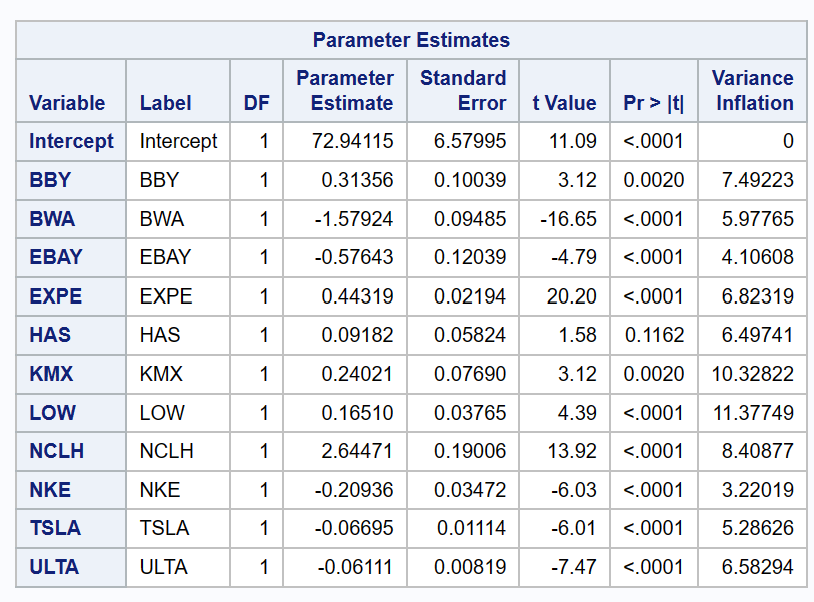 Parameter Estimates
Variable Label DF Parameter Estimate Standard Error t Value Pr > |t| Variance Inflation
Intercept Intercept 1 72.94115 6.57995 11.09 <.0001 0
BBY BBY 1 0.31356 0.10039 3.12 0.0020 7.49223
BWA BWA 1 -1.57924 0.09485 -16.65 <.0001 5.97765
EBAY EBAY 1 -0.57643 0.12039 -4.79 <.0001 4.10608
EXPE EXPE 1 0.44319 0.02194 20.20 <.0001 6.82319
HAS HAS 1 0.09182 0.05824 1.58 0.1162 6.49741
KMX KMX 1 0.24021 0.07690 3.12 0.0020 10.32822
LOW LOW 1 0.16510 0.03765 4.39 <.0001 11.37749
NCLH NCLH 1 2.64471 0.19006 13.92 <.0001 8.40877
NKE NKE 1 -0.20936 0.03472 -6.03 <.0001 3.22019
TSLA TSLA 1 -0.06695 0.01114 -6.01 <.0001 5.28626
ULTA ULTA 1 -0.06111 0.00819 -7.47 <.0001 6.58294